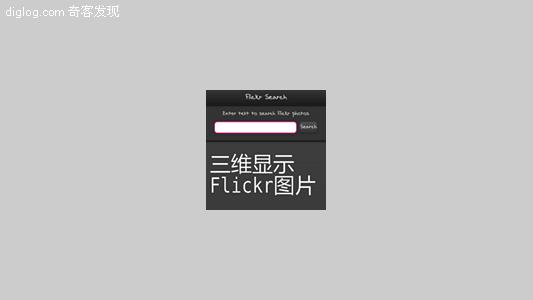 diglog.com 奇客发现
Flickr Search
Enter text to search Flickr photos
Search
三维显示
Flickr图片